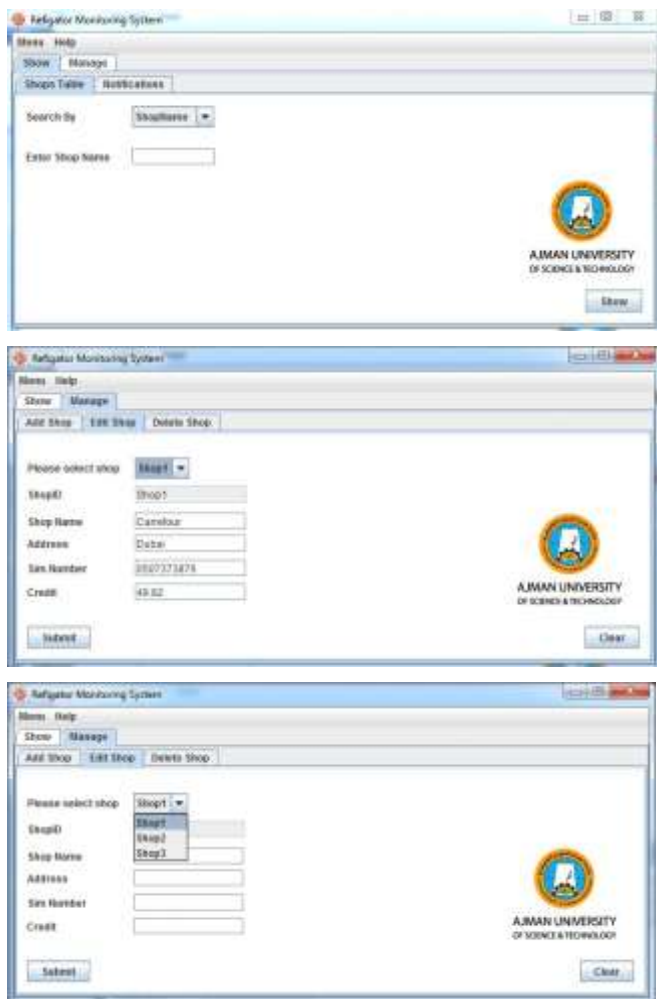 Refigator Monitoring System
Menu Help
Show Manage
Shops Table Notifications
Search By ShopName
Enter Shop Name
AJMAN UNIVERSITY
OF SCIENCE & TECHNOLOGY
Show
Refigator Monitoring System
Menu Help
Show Manage
Add Shop Edit Shop Delete Shop
Please select shop Shop1
ShopID Shop1
Shop Name Carrefour
Address Dubai
Sim Number
Credit 49.82
AJMAN UNIVERSITY
OF SCIENCE & TECHNOLOGY
Submit Clear
Refigator Monitoring System
Menu Help
Show Manage
Add Shop Edit Shop Delete Shop
Please select shop Shop1
Shop1
ShopID
Shop2
Shop3
Shop Name
Address
Sim Number
Credit
AJMAN UNIVERSITY
OF SCIENCE & TECHNOLOGY
Submit Clear